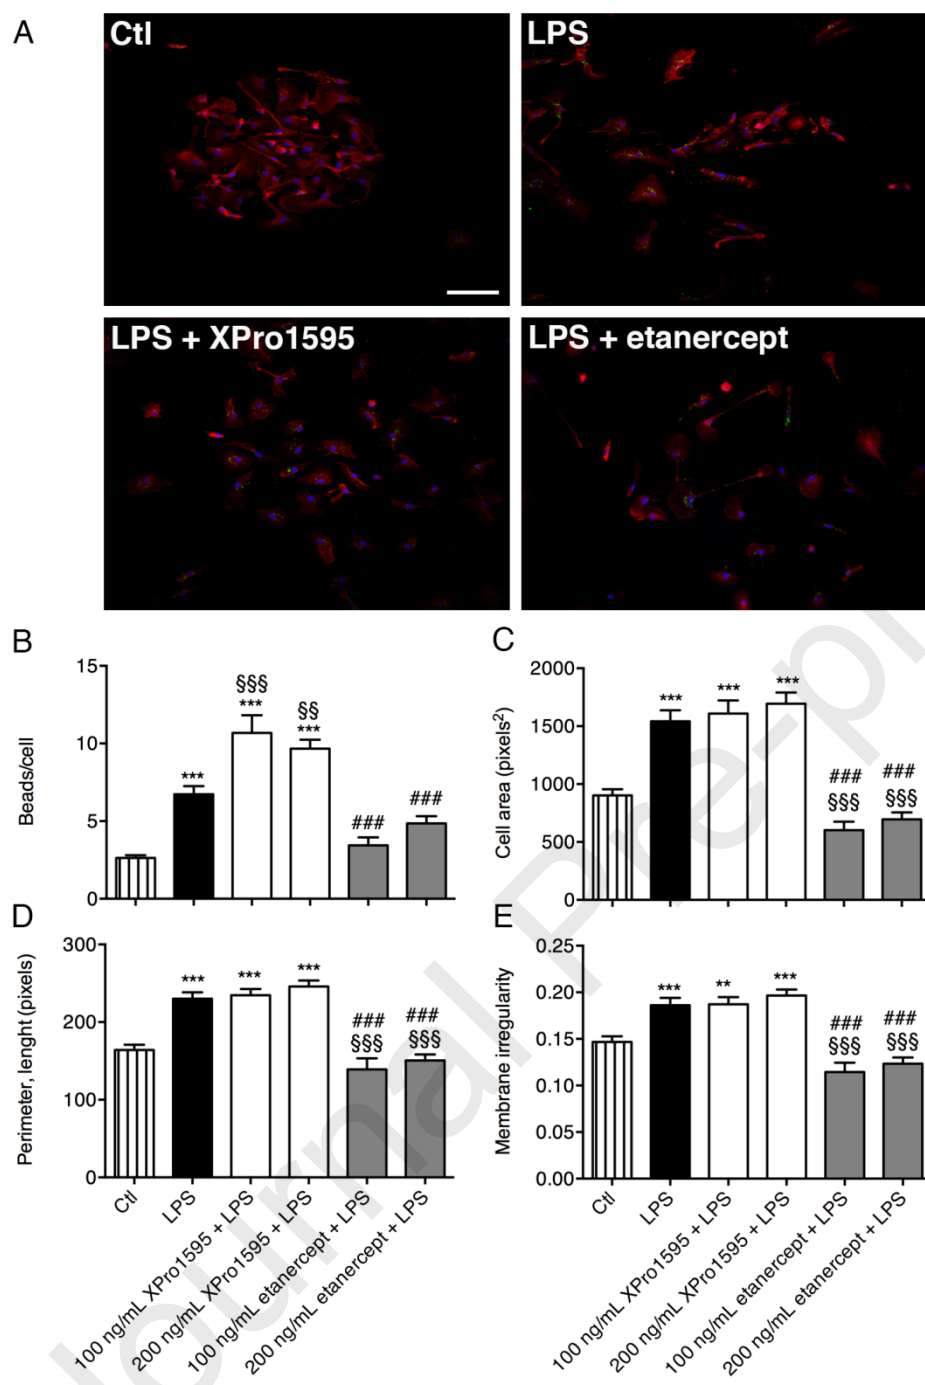 A
Ctl
LPS
LPS + XPro1595
LPS + etanercept
B
Beads/cell
15
10
5
0
***
§§§
***
§§
***
###
###
C
Cell area (pixels²)
2000
1500
1000
500
0
***
***
***
###
§§§
###
§§§
D
Perimeter, lenght (pixels)
300
200
100
0
***
***
***
###
§§§
###
§§§
Ctl
LPS
100 ng/mL XPro1595 + LPS
200 ng/mL XPro1595 + LPS
100 ng/mL etanercept + LPS
200 ng/mL etanercept + LPS
E
Membrane irregularity
0.25
0.20
0.15
0.10
0.05
0.00
***
**
***
###
§§§
###
§§§
Ctl
LPS
100 ng/mL XPro1595 + LPS
200 ng/mL XPro1595 + LPS
100 ng/mL etanercept + LPS
200 ng/mL etanercept + LPS
Journal Pre-p